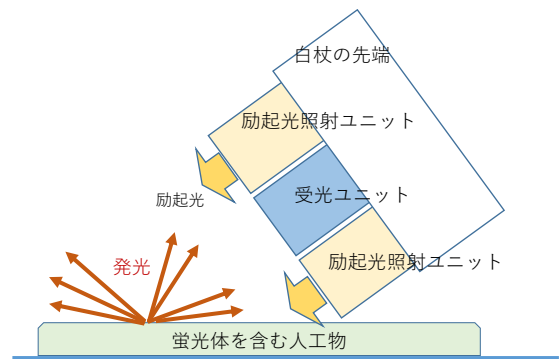 白杖の先端
励起光照射ユニット
受光ユニット
励起光
励起光照射ユニット
発光
蛍光体を含む人工物